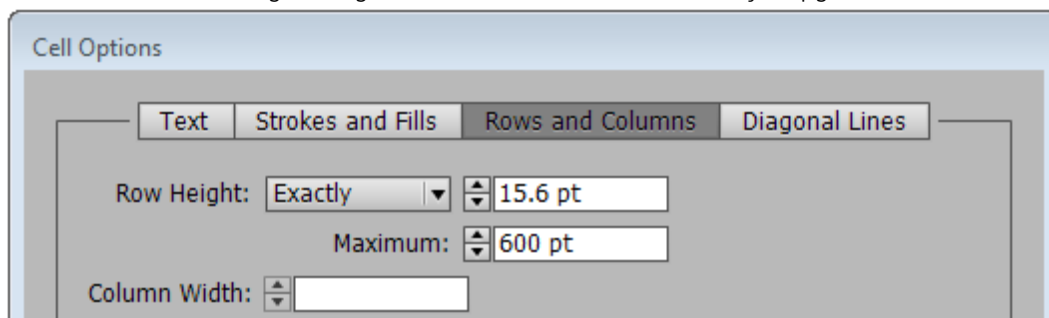 Cell Options
Text Strokes and Fills Rows and Columns Diagonal Lines
Row Height: Exactly 15.6 pt
Maximum: 600 pt
Column Width: